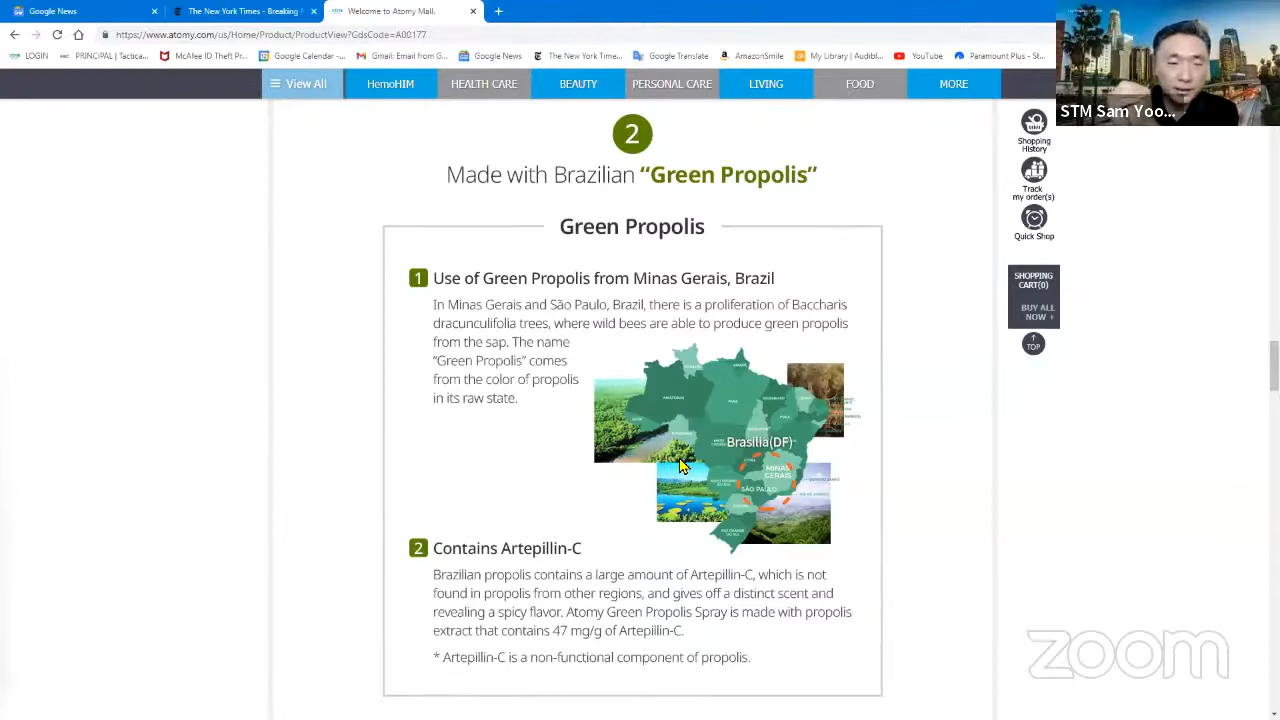 Google News
The New York Times - Breaking
Welcome to Atomy Mall.
https://www.atomy.com/us/Home/Product/ProductView?GdsCode=A00177
LOGIN
PRINCIPAL | Tactica...
McAfee ID Theft Pr...
Google Calendar -...
Gmail: Email from G...
Google News
The New York Time...
Google Translate
AmazonSmile
My Library | Audibl...
YouTube
Paramount Plus - St...
View All
HemoHIM
HEALTH CARE
BEAUTY
PERSONAL CARE
LIVING
FOOD
MORE
STM Sam Yoo...
Shopping
History
Track
my order(s)
Quick Shop
SHOPPING
CART(0)
BUY ALL
NOW +
TOP
2
Made with Brazilian “Green Propolis”
Green Propolis
1 Use of Green Propolis from Minas Gerais, Brazil
In Minas Gerais and São Paulo, Brazil, there is a proliferation of Baccharis
dracunculifolia trees, where wild bees are able to produce green propolis
from the sap. The name
“Green Propolis” comes
from the color of propolis
in its raw state.
AMAZONAS
PARA
Brasília(DF)
MINAS
GERAIS
SÃO PAULO
2 Contains Artepillin-C
Brazilian propolis contains a large amount of Artepillin-C, which is not
found in propolis from other regions, and gives off a distinct scent and
revealing a spicy flavor. Atomy Green Propolis Spray is made with propolis
extract that contains 47 mg/g of Artepillin-C.
* Artepillin-C is a non-functional component of propolis.
zoom